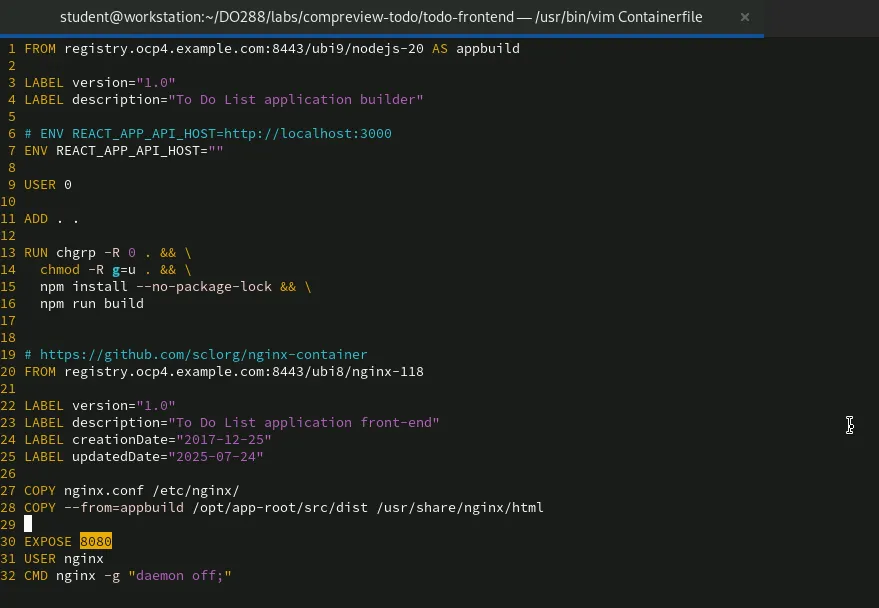 student@workstation:~/DO288/labs/compreview-todo/todo-frontend — /usr/bin/vim Containerfile ×
1 FROM registry.ocp4.example.com:8443/ubi9/nodejs-20 AS appbuild
2
3 LABEL version="1.0"
4 LABEL description="To Do List application builder"
5
6 # ENV REACT_APP_API_HOST=http://localhost:3000
7 ENV REACT_APP_API_HOST=""
8
9 USER 0
10
11 ADD . .
12
13 RUN chgrp -R 0 . && \
14   chmod -R g=u . && \
15   npm install --no-package-lock && \
16   npm run build
17
18
19 # https://github.com/sclorg/nginx-container
20 FROM registry.ocp4.example.com:8443/ubi8/nginx-118
21
22 LABEL version="1.0"
23 LABEL description="To Do List application front-end"
24 LABEL creationDate="2017-12-25"
25 LABEL updatedDate="2025-07-24"
26
27 COPY nginx.conf /etc/nginx/
28 COPY --from=appbuild /opt/app-root/src/dist /usr/share/nginx/html
29
30 EXPOSE 8080
31 USER nginx
32 CMD nginx -g "daemon off;"